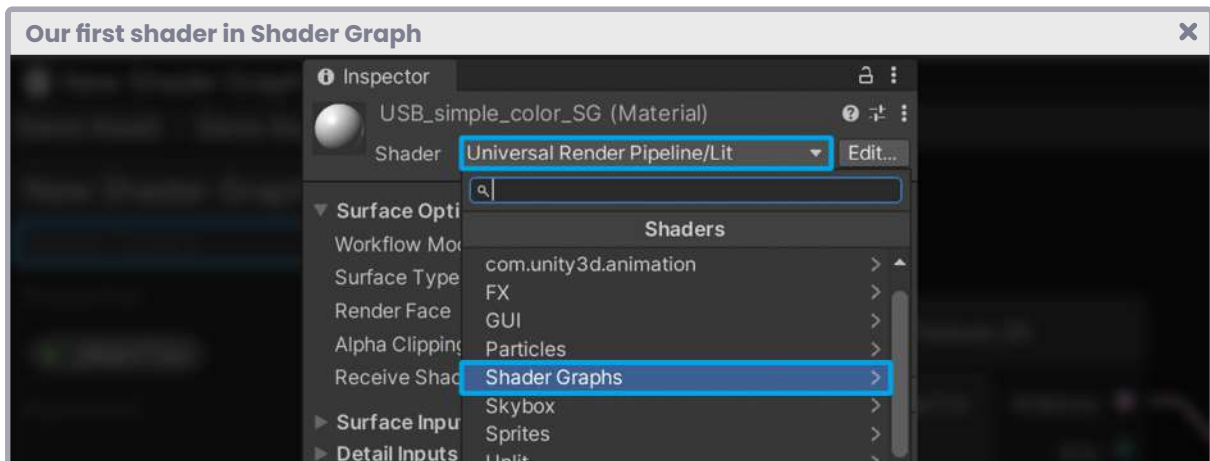 Our first shader in Shader Graph
Inspector
USB_simple_color_SG (Material)
Shader Universal Render Pipeline/Lit Edit...
Shaders
Surface Opti
Workflow Mo
Surface Type
Render Face
Alpha Clipping
Receive Shad
Surface Inpu
Detail Inputs
com.unity3d.animation
FX
GUI
Particles
Shader Graphs
Skybox
Sprites
Unlit